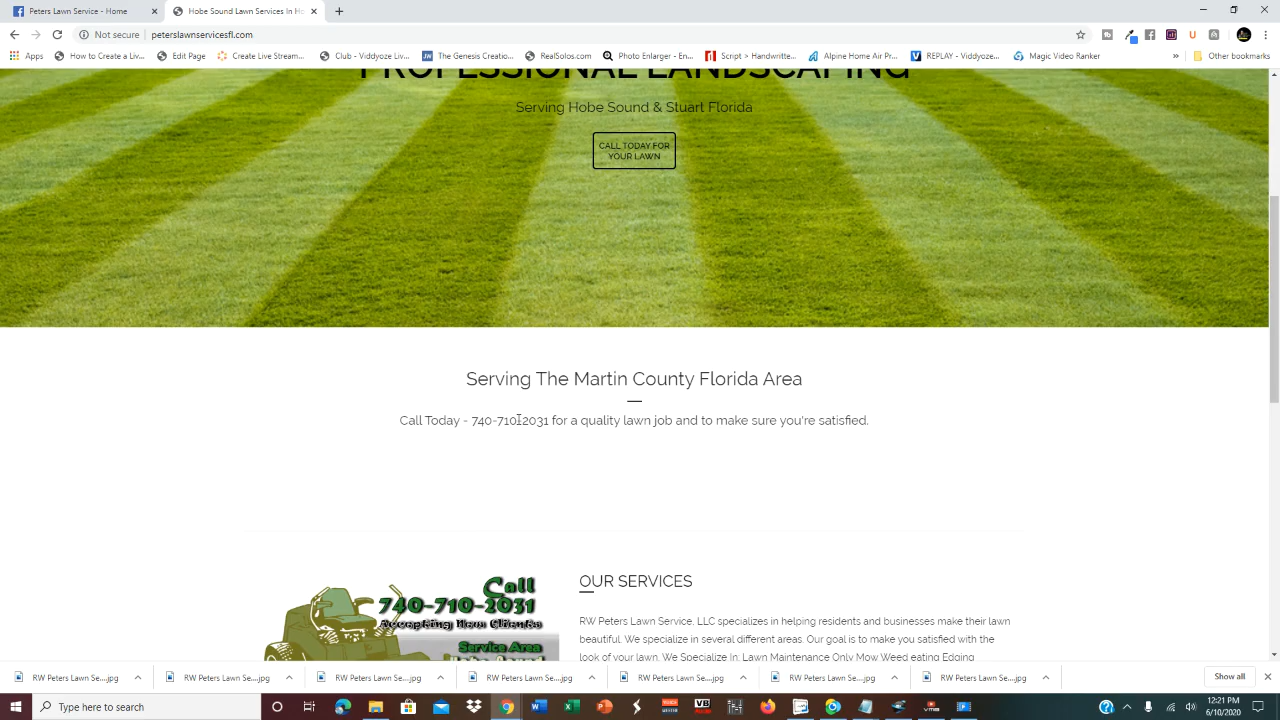 Peters Lawn Service - Home
Hobe Sound Lawn Services In Ho
Not secure
peterslawnservicesfl.com
Apps
How to Create a Liv...
Edit Page
Create Live Stream...
Club - Viddyoze Liv...
The Genesis Creatio...
RealSolos.com
Photo Enlarger - En...
Script > Handwritte...
Alpine Home Air Pr...
REPLAY - Viddyoze...
Magic Video Ranker
»
Other bookmarks
PROFESSIONAL LANDSCAPING
Serving Hobe Sound & Stuart Florida
CALL TODAY FOR
YOUR LAWN
Serving The Martin County Florida Area
Call Today - 740-710-2031 for a quality lawn job and to make sure you're satisfied.
Call
740-710-2031
Accepting New Clients
Service Area
OUR SERVICES
RW Peters Lawn Service, LLC specializes in helping residents and businesses make their lawn
beautiful. We specialize in several different areas. Our goal is to make you satisfied with the
look of your lawn. We Specialize In: Lawn Maintenance Only Mow Weed eating Edging
RW Peters Lawn Se....jpg
RW Peters Lawn Se....jpg
RW Peters Lawn Se....jpg
RW Peters Lawn Se....jpg
RW Peters Lawn Se....jpg
RW Peters Lawn Se....jpg
RW Peters Lawn Se....jpg
Show all
Type here to search
12:21 PM
6/10/2020